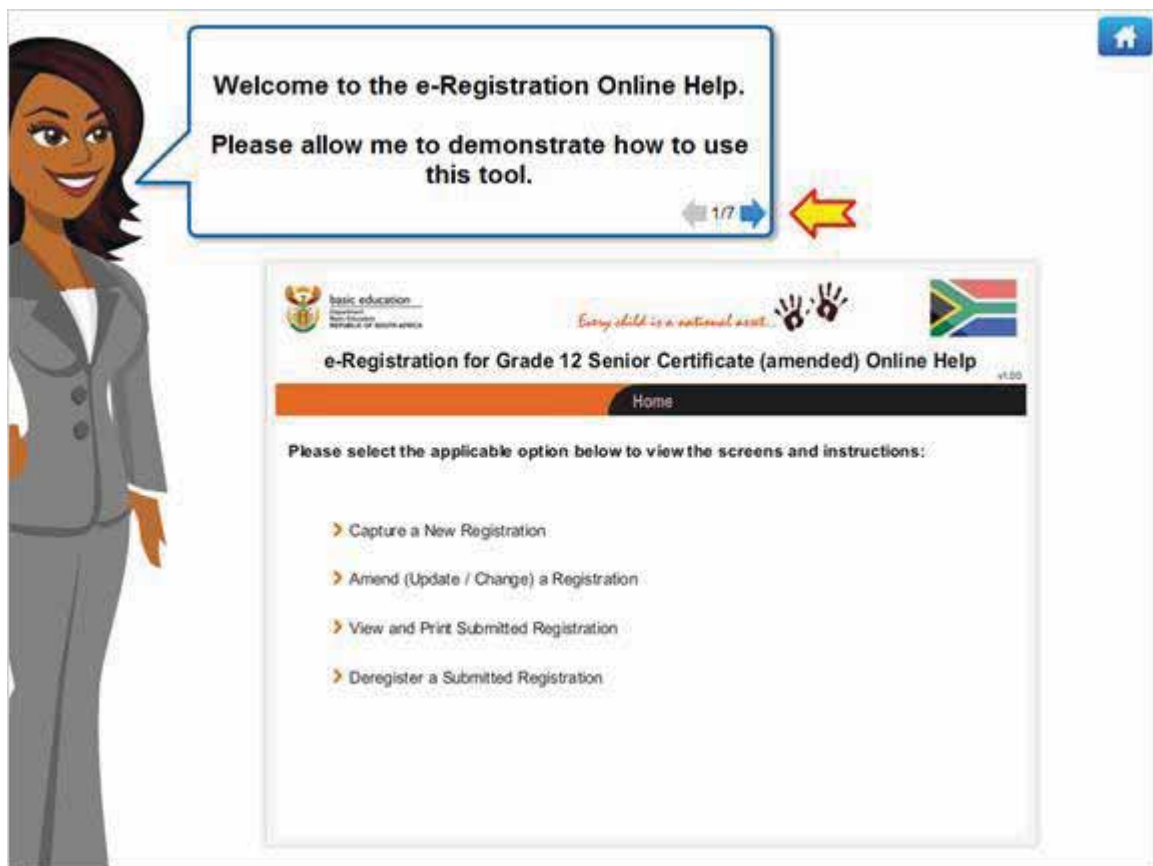 Welcome to the e-Registration Online Help.
Please allow me to demonstrate how to use
this tool.
1/7
basic education
Department:
Basic Education
REPUBLIC OF SOUTH AFRICA
Every child is a national asset
e-Registration for Grade 12 Senior Certificate (amended) Online Help
v1.00
Home
Please select the applicable option below to view the screens and instructions:
Capture a New Registration
Amend (Update / Change) a Registration
View and Print Submitted Registration
Deregister a Submitted Registration